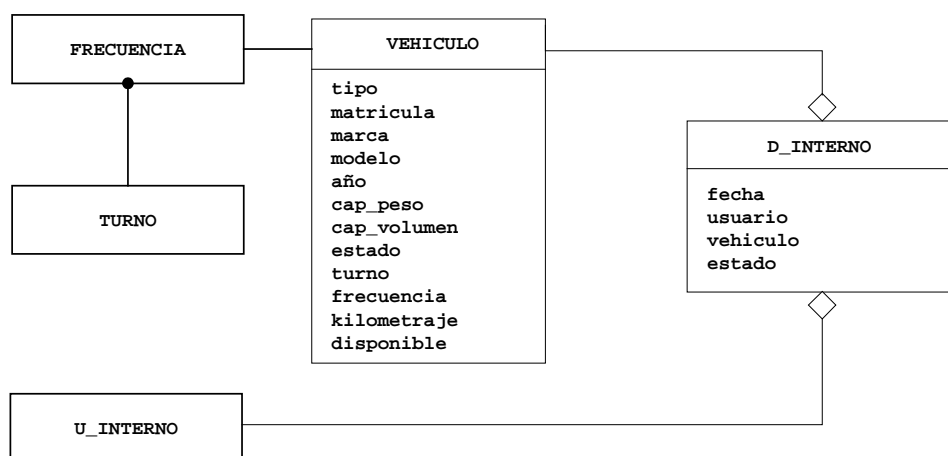 FRECUENCIA
TURNO
VEHICULO
tipo
matricula
marca
modelo
año
cap_peso
cap_volumen
estado
turno
frecuencia
kilometraje
disponible
D_INTERNO
fecha
usuario
vehiculo
estado
U_INTERNO